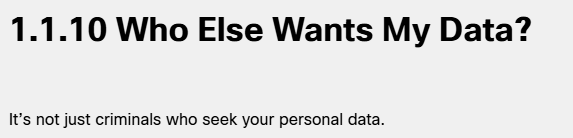 1.1.10 Who Else Wants My Data?
It's not just criminals who seek your personal data.